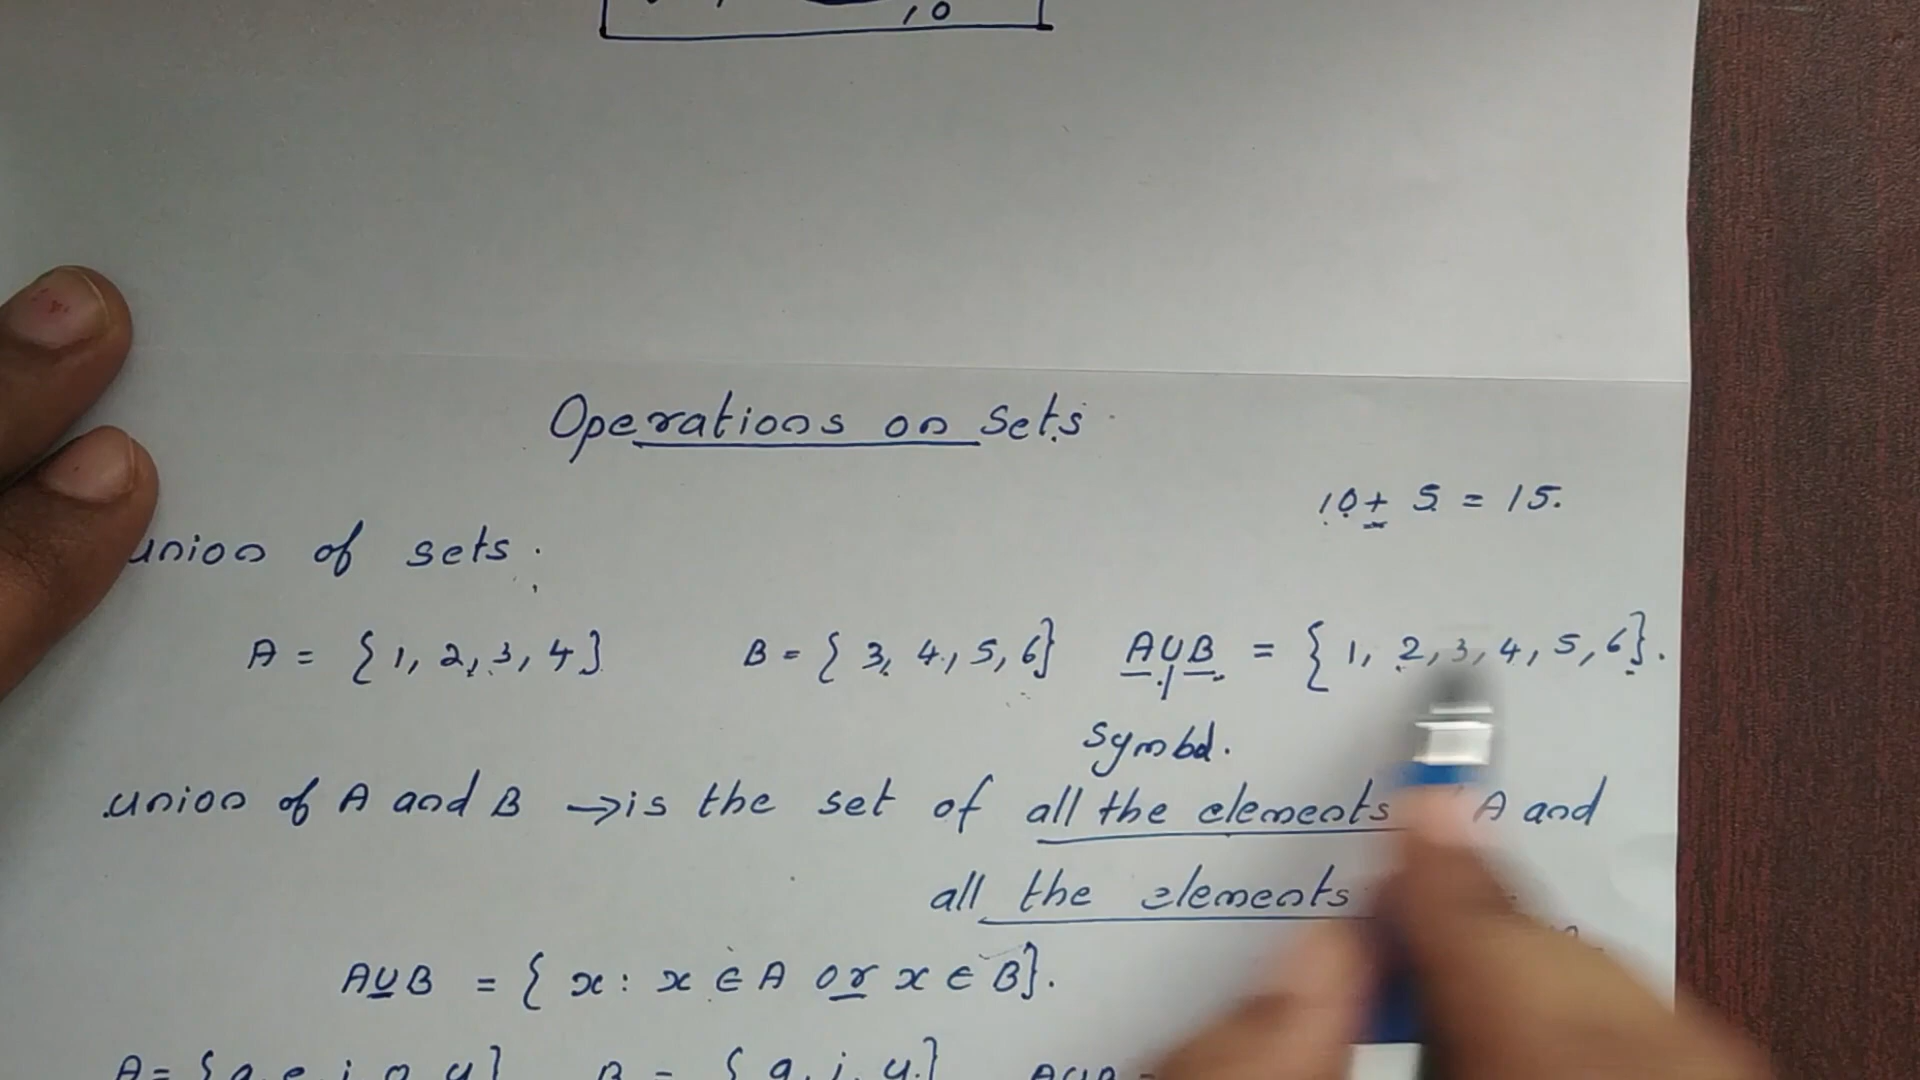 10
Operations on Sets
10 + 5 = 15.
union of sets:
A = {1, 2, 3, 4} B = {3, 4, 5, 6} A∪B = {1, 2, 3, 4, 5, 6}.
Symbol.
union of A and B → is the set of all the elements A and
all the elements
A∪B = {x : x ∈ A or x ∈ B}.
A = {a, e, i, o, u} B = {a, i, u} A∪B =